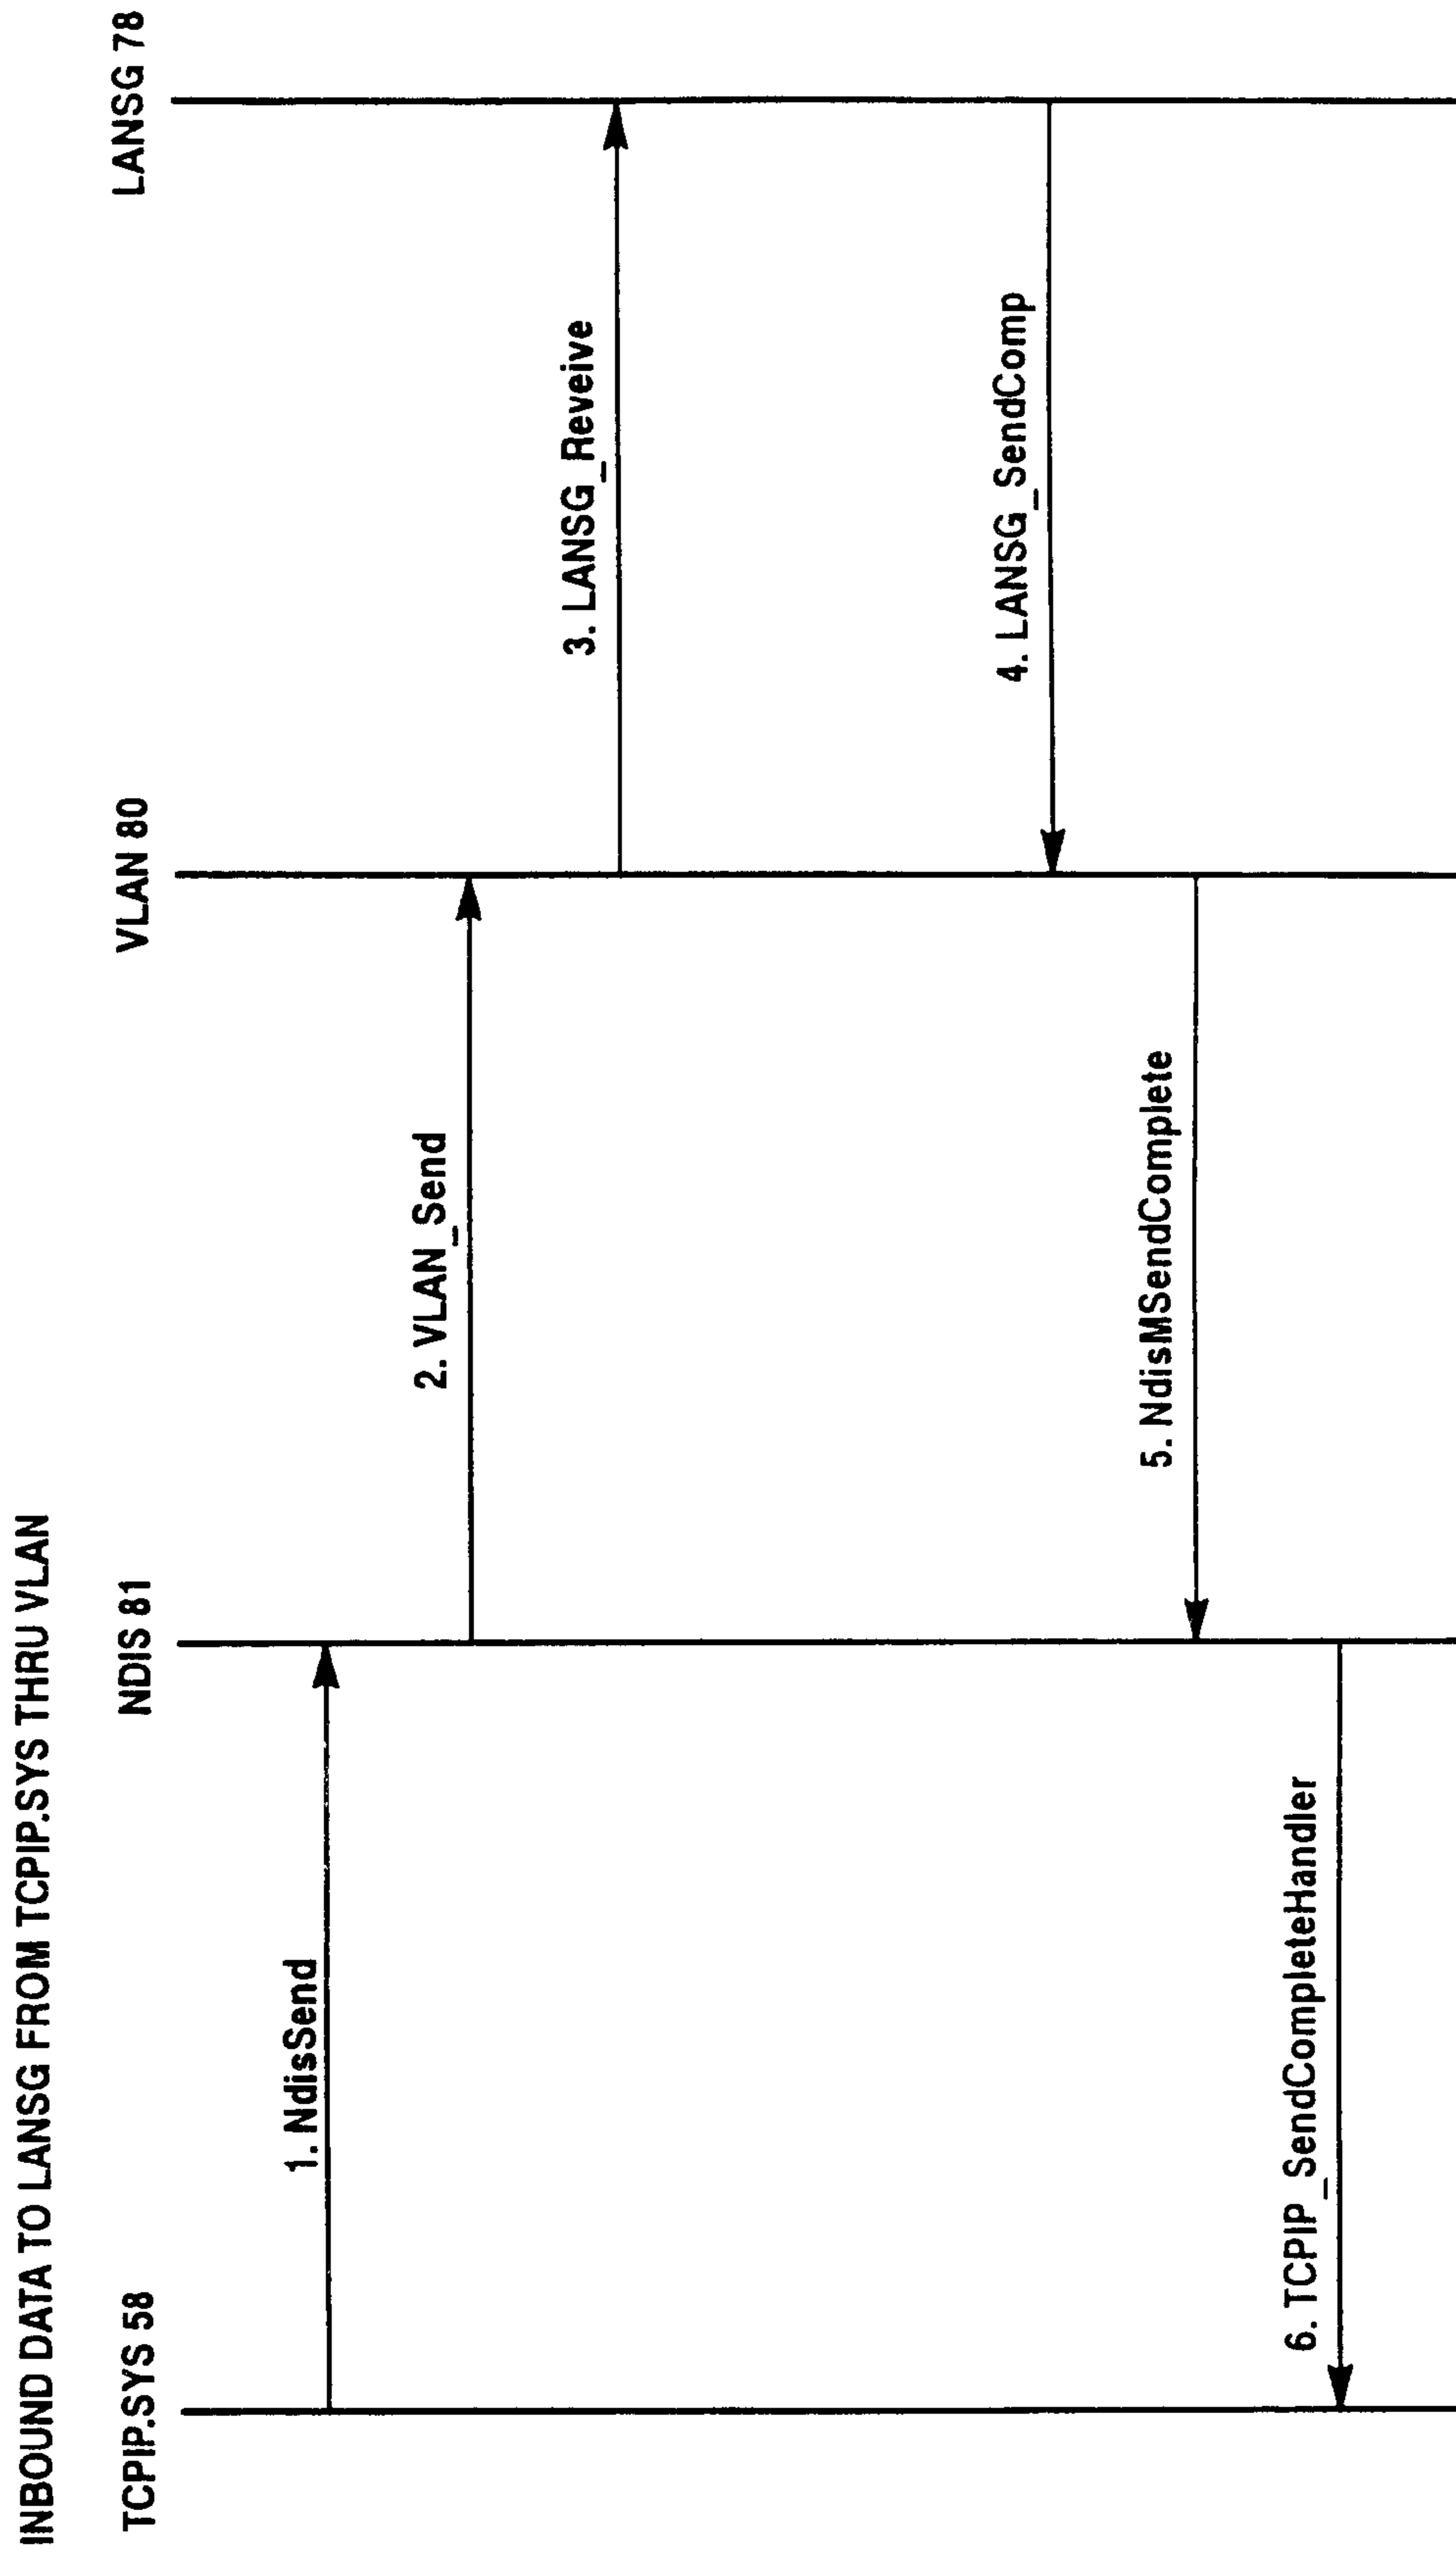 INBOUND DATA TO LANSG FROM TCPIP.SYS THRU VLAN
TCPIP.SYS 58
NDIS 81
VLAN 80
LANSG 78
1. NdisSend
2. VLAN_Send
3. LANSG_Reveive
4. LANSG_SendComp
5. NdisMSendComplete
6. TCPIP_SendCompleteHandler